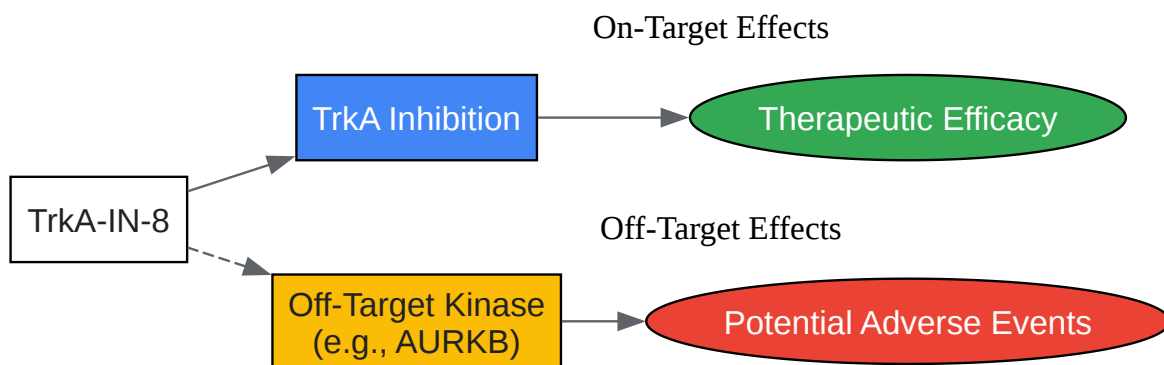 On-Target Effects
TrkA Inhibition
Therapeutic Efficacy
TrkA-IN-8
Off-Target Effects
Off-Target Kinase
(e.g., AURKB)
Potential Adverse Events